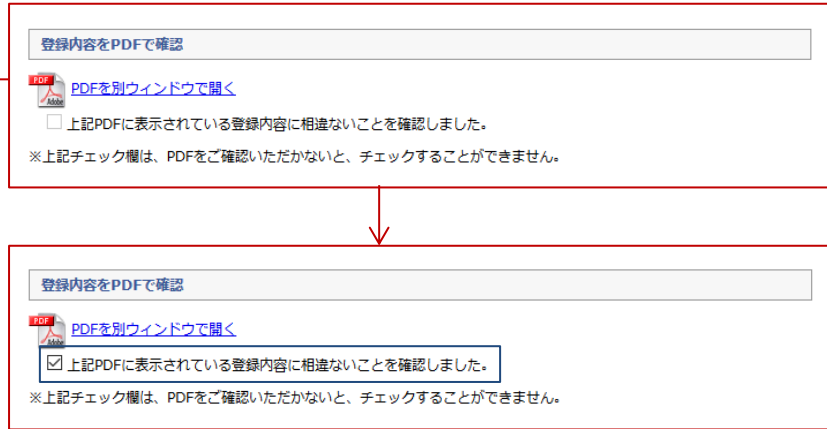 登録内容をPDFで確認
PDF
Adobe
PDFを別ウィンドウで開く
上記PDFに表示されている登録内容に相違ないことを確認しました。
※上記チェック欄は、PDFをご確認いただかないと、チェックすることができません。
登録内容をPDFで確認
PDF
Adobe
PDFを別ウィンドウで開く
上記PDFに表示されている登録内容に相違ないことを確認しました。
※上記チェック欄は、PDFをご確認いただかないと、チェックすることができません。